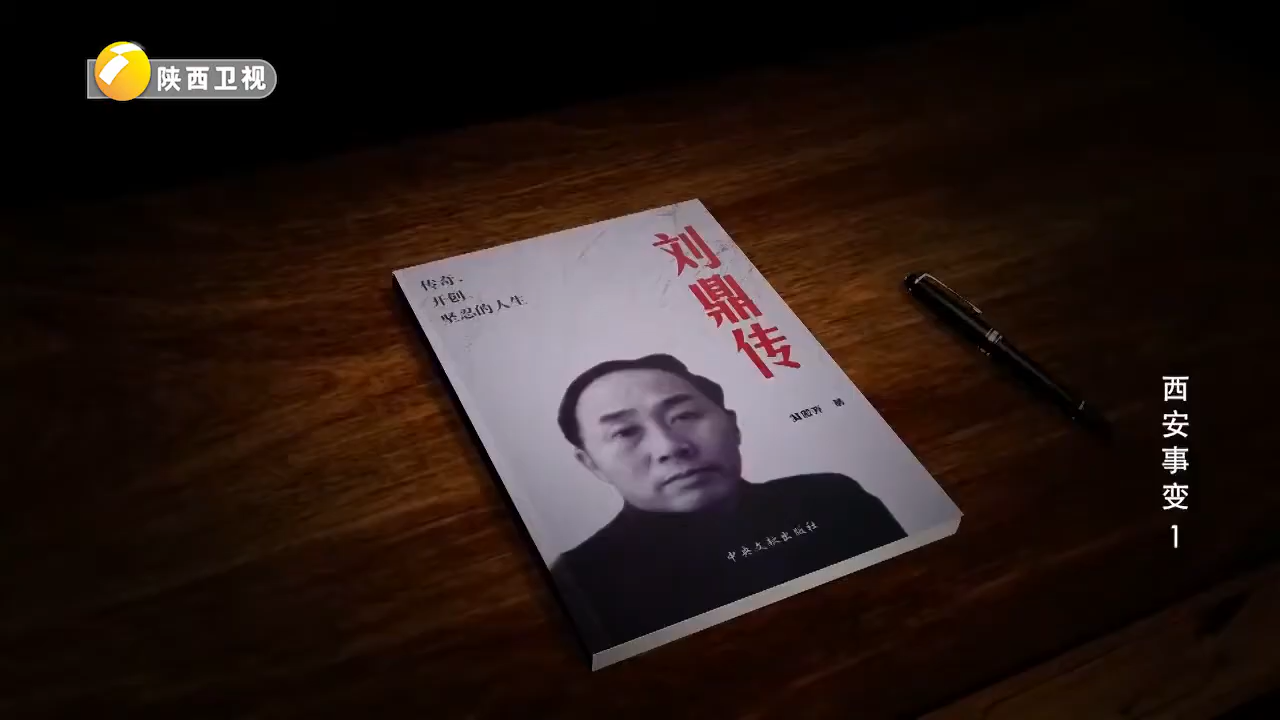 陕西卫视
传奇、
开创、
坚忍的人生
刘鼎传
中央文献出版社
西安事变1